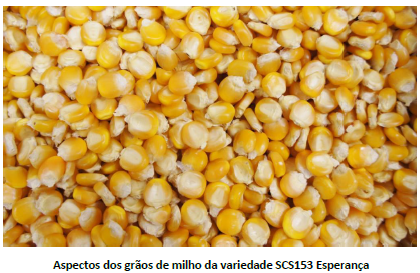 Aspectos dos grãos de milho da variedade SCS153 Esperança